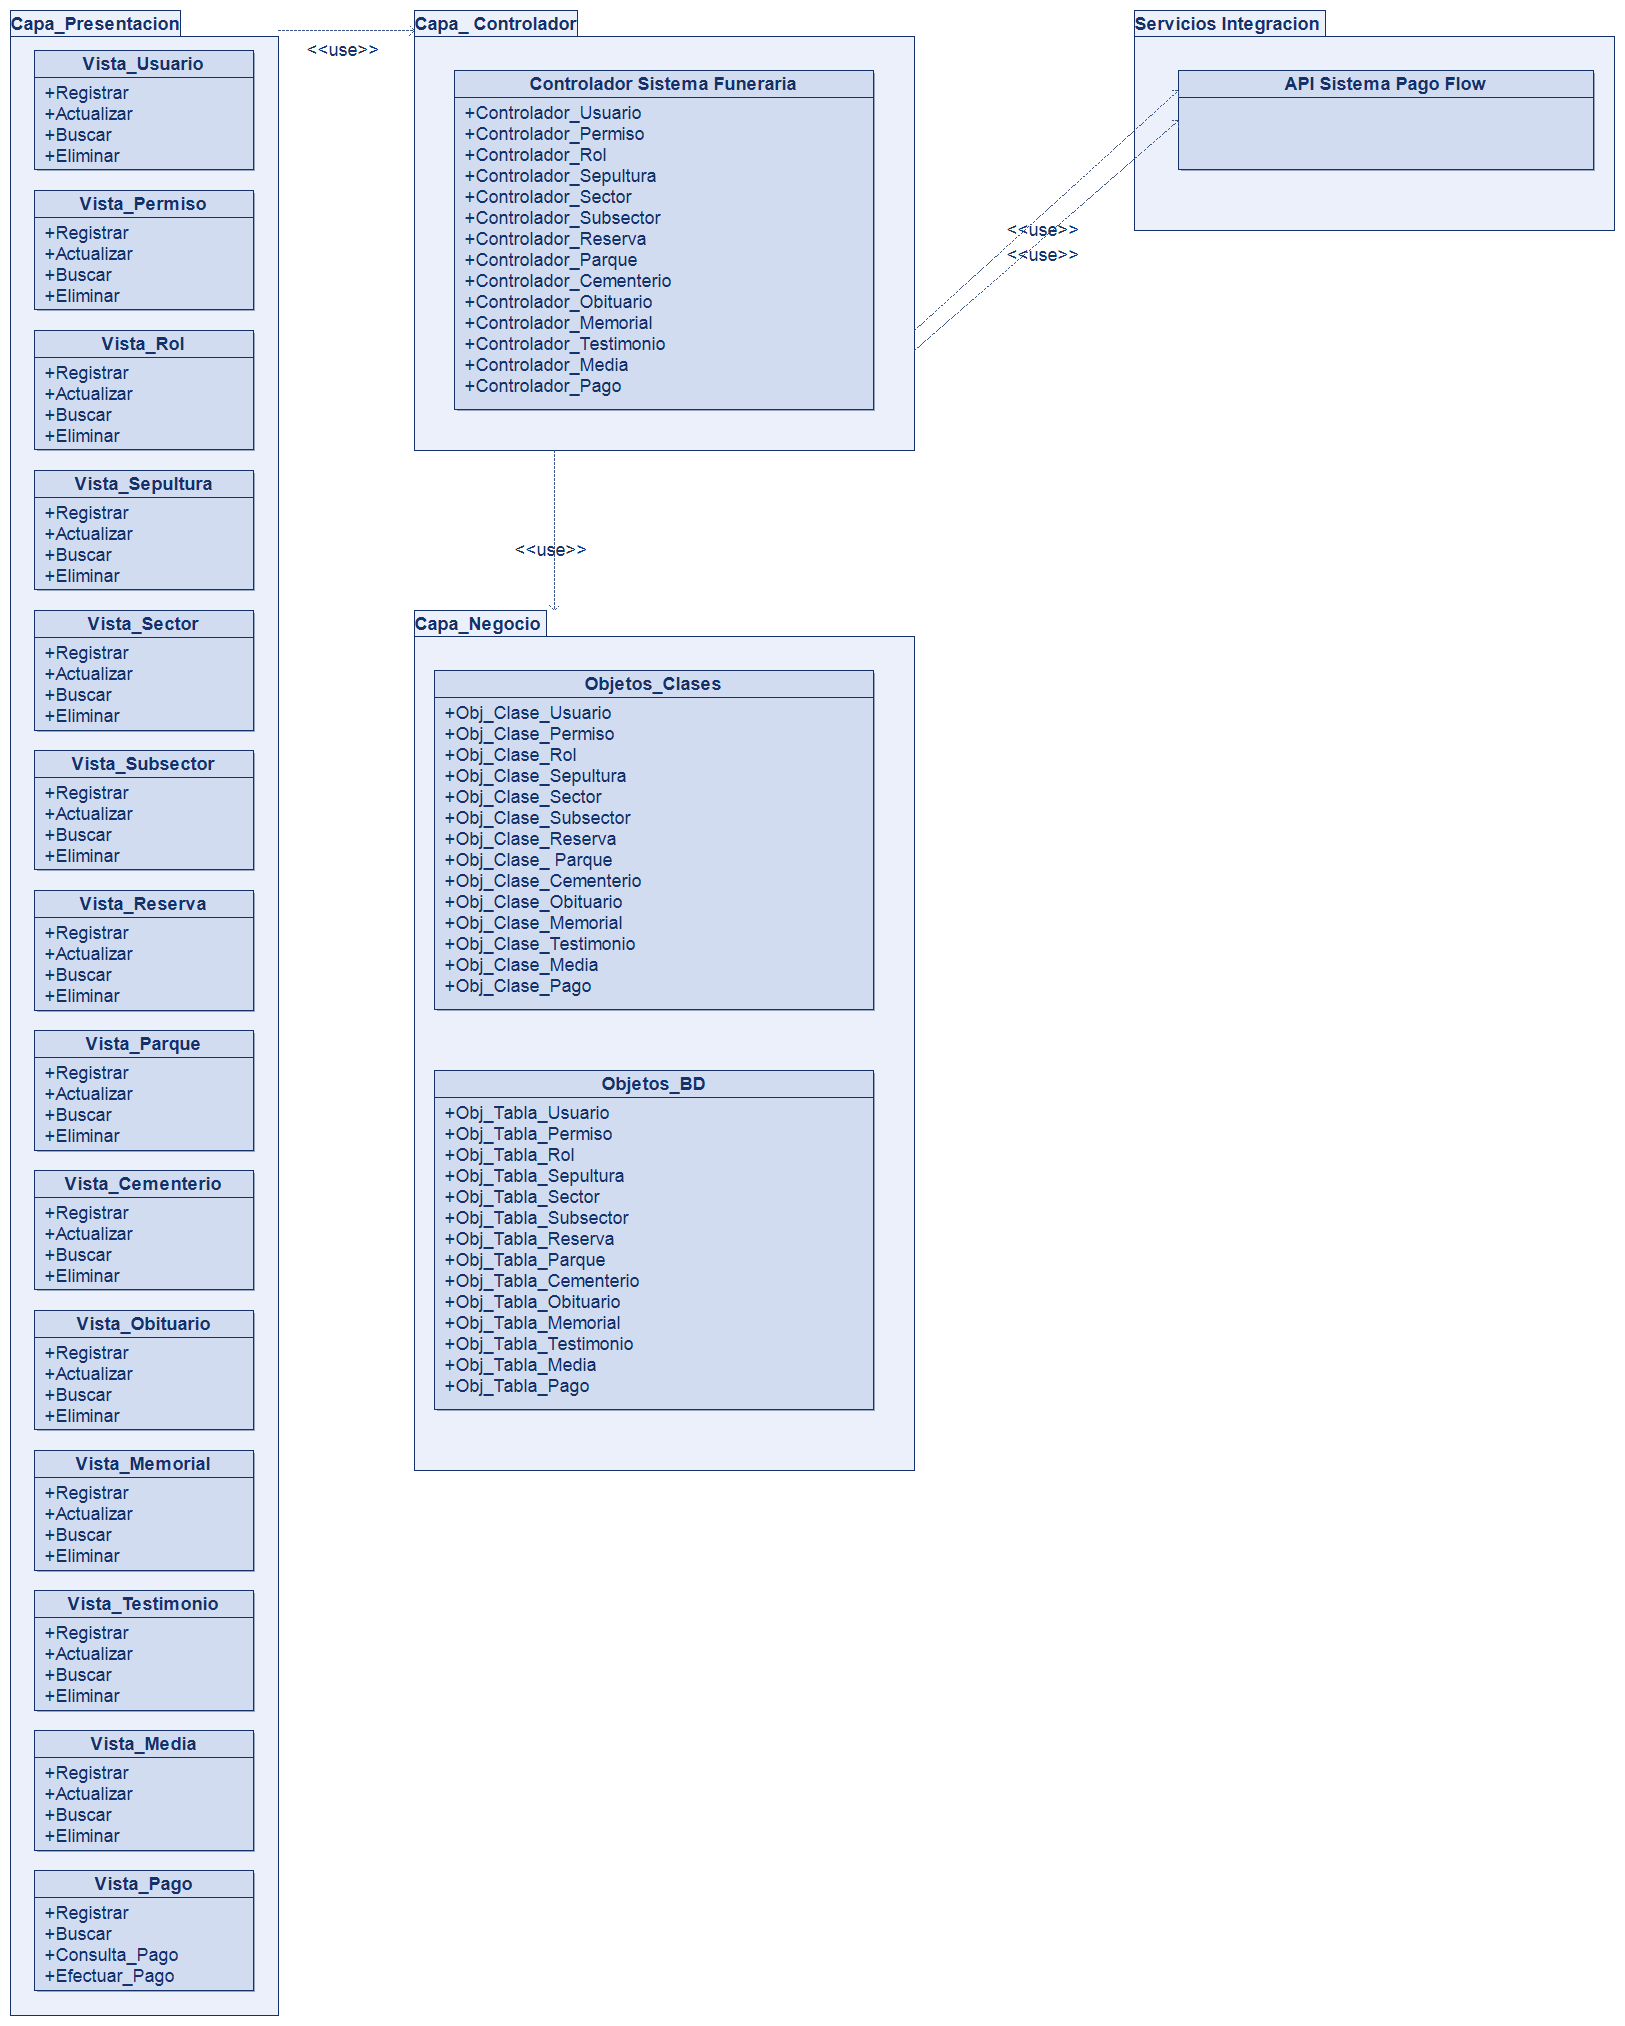 Capa_Presentacion
Vista_Usuario
+Registrar
+Actualizar
+Buscar
+Eliminar
Vista_Permiso
+Registrar
+Actualizar
+Buscar
+Eliminar
Vista_Rol
+Registrar
+Actualizar
+Buscar
+Eliminar
Vista_Sepultura
+Registrar
+Actualizar
+Buscar
+Eliminar
Vista_Sector
+Registrar
+Actualizar
+Buscar
+Eliminar
Vista_Subsector
+Registrar
+Actualizar
+Buscar
+Eliminar
Vista_Reserva
+Registrar
+Actualizar
+Buscar
+Eliminar
Vista_Parque
+Registrar
+Actualizar
+Buscar
+Eliminar
Vista_Cementerio
+Registrar
+Actualizar
+Buscar
+Eliminar
Vista_Obituario
+Registrar
+Actualizar
+Buscar
+Eliminar
Vista_Memorial
+Registrar
+Actualizar
+Buscar
+Eliminar
Vista_Testimonio
+Registrar
+Actualizar
+Buscar
+Eliminar
Vista_Media
+Registrar
+Actualizar
+Buscar
+Eliminar
Vista_Pago
+Registrar
+Buscar
+Consulta_Pago
+Efectuar_Pago
<<use>>
Capa_ Controlador
Controlador Sistema Funeraria
+Controlador_Usuario
+Controlador_Permiso
+Controlador_Rol
+Controlador_Sepultura
+Controlador_Sector
+Controlador_Subsector
+Controlador_Reserva
+Controlador_Parque
+Controlador_Cementerio
+Controlador_Obituario
+Controlador_Memorial
+Controlador_Testimonio
+Controlador_Media
+Controlador_Pago
<<use>>
Capa_Negocio
Objetos_Clases
+Obj_Clase_Usuario
+Obj_Clase_Permiso
+Obj_Clase_Rol
+Obj_Clase_Sepultura
+Obj_Clase_Sector
+Obj_Clase_Subsector
+Obj_Clase_Reserva
+Obj_Clase_ Parque
+Obj_Clase_Cementerio
+Obj_Clase_Obituario
+Obj_Clase_Memorial
+Obj_Clase_Testimonio
+Obj_Clase_Media
+Obj_Clase_Pago
Objetos_BD
+Obj_Tabla_Usuario
+Obj_Tabla_Permiso
+Obj_Tabla_Rol
+Obj_Tabla_Sepultura
+Obj_Tabla_Sector
+Obj_Tabla_Subsector
+Obj_Tabla_Reserva
+Obj_Tabla_Parque
+Obj_Tabla_Cementerio
+Obj_Tabla_Obituario
+Obj_Tabla_Memorial
+Obj_Tabla_Testimonio
+Obj_Tabla_Media
+Obj_Tabla_Pago
<<use>>
<<use>>
Servicios Integracion
API Sistema Pago Flow